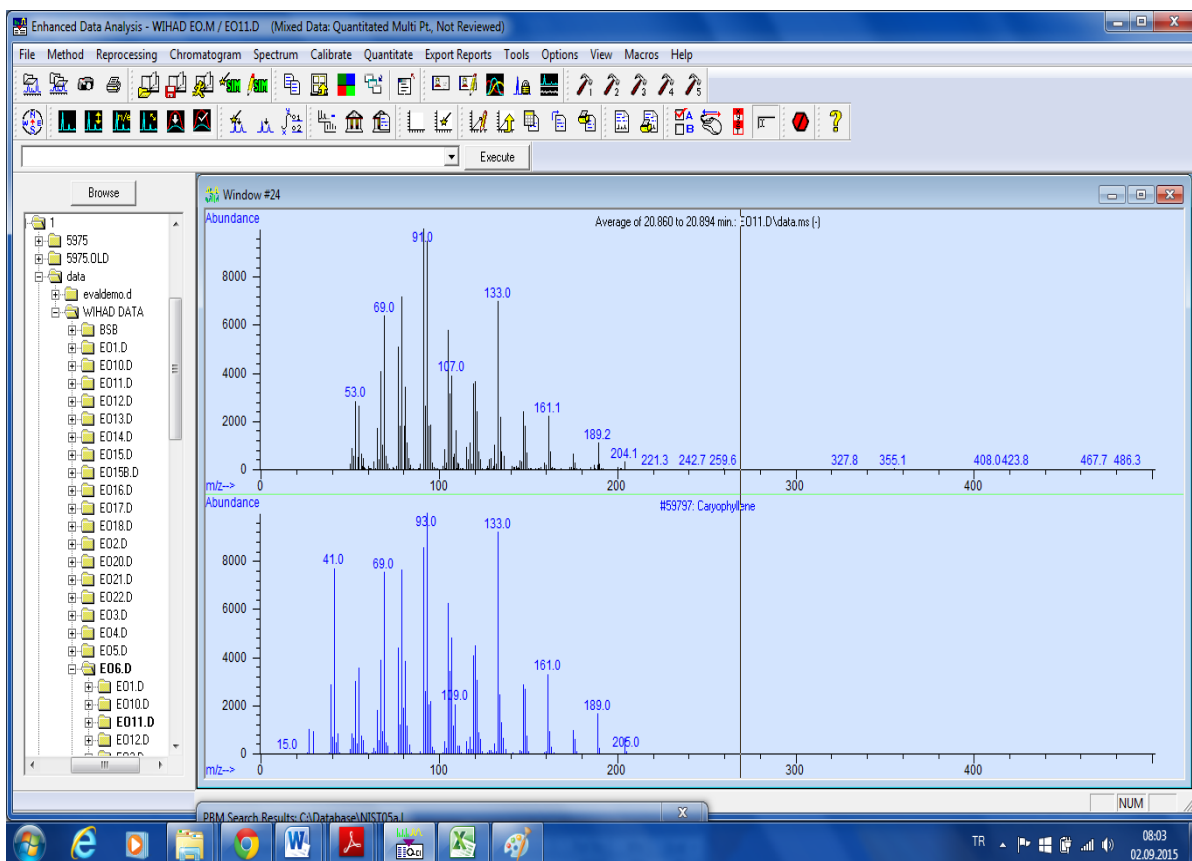 Enhanced Data Analysis - WIHAD EO.M / EO11.D (Mixed Data: Quantitated Multi Pt., Not Reviewed)
File Method Reprocessing Chromatogram Spectrum Calibrate Quantitate Export Reports Tools Options View Macros Help
Execute
Browse
1
5975
5975.OLD
data
evaldemo.d
WIHAD DATA
BSB
EO1.D
EO10.D
EO11.D
EO12.D
EO13.D
EO14.D
EO15.D
EO15B.D
EO16.D
EO17.D
EO18.D
EO2.D
EO20.D
EO21.D
EO22.D
EO3.D
EO4.D
EO5.D
EO6.D
EO1.D
EO10.D
EO11.D
EO12.D
Window #24
Abundance
Average of 20.860 to 20.894 min.: EO11.D\data.ms (-)
91.0
8000
69.0
133.0
6000
107.0
4000
53.0
161.1
2000
189.2
204.1
221.3 242.7 259.6 327.8 355.1 408.0 423.8 467.7 486.3
0
m/z--> 0 100 200 300 400
Abundance
#59797: Caryophyllene
93.0
133.0
41.0
69.0
8000
6000
4000
161.0
109.0
2000
189.0
15.0
205.0
0
m/z--> 0 100 200 300 400
NUM
PBM Search Results: C:\Database\NIST05a.L
TR
08:03
02.09.2015